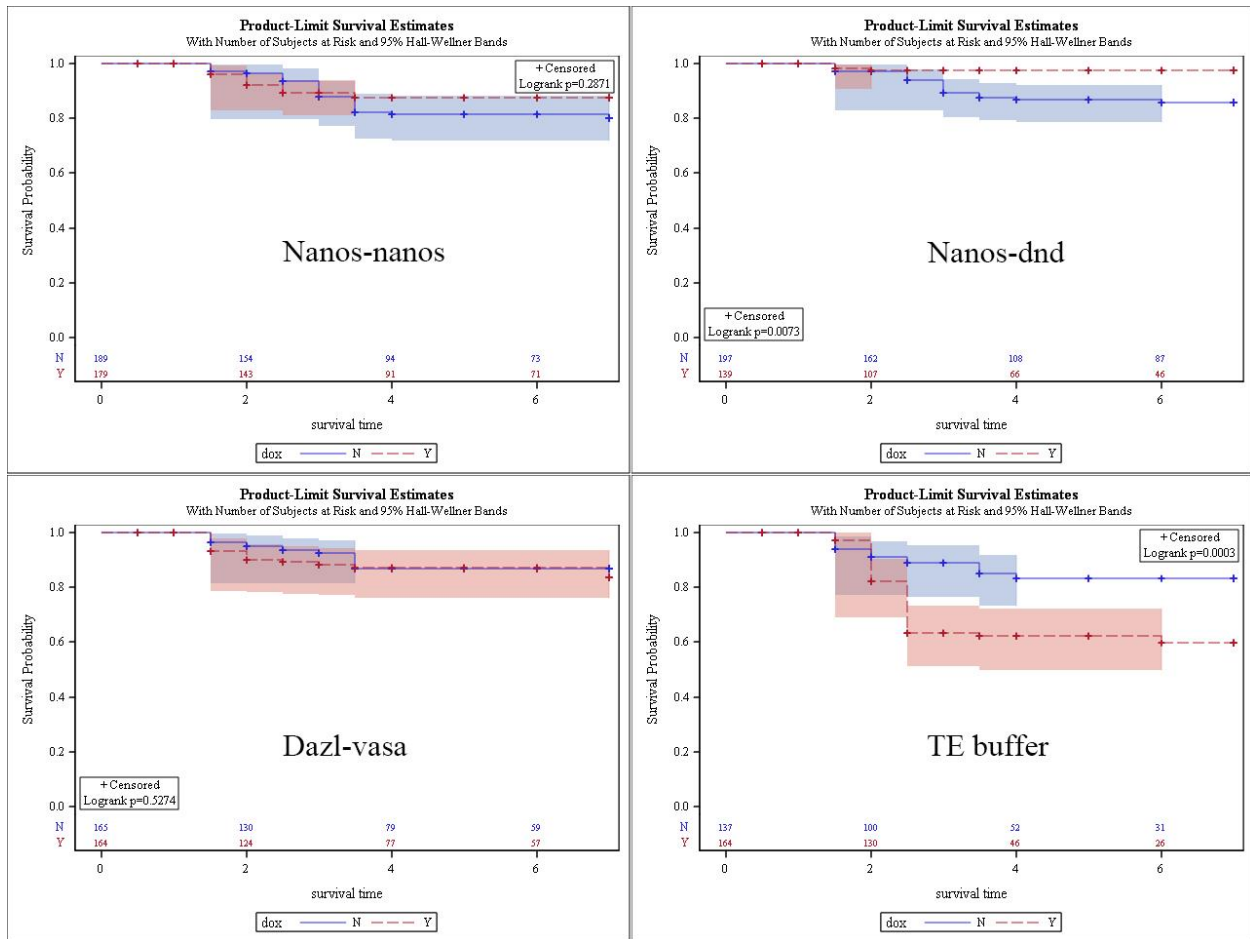 Product-Limit Survival Estimates
With Number of Subjects at Risk and 95% Hall-Wellner Bands
+ Censored
Logrank p=0.2871
1.0
0.8
0.6
0.4
0.2
0.0
Survival Probability
Nanos-nanos
N 189 154 94 73
Y 179 143 91 71
0 2 4 6
survival time
dox N Y
Product-Limit Survival Estimates
With Number of Subjects at Risk and 95% Hall-Wellner Bands
1.0
0.8
0.6
0.4
0.2
0.0
Survival Probability
Nanos-dnd
+ Censored
Logrank p=0.0073
N 197 162 108 87
Y 139 107 66 46
0 2 4 6
survival time
dox N Y
Product-Limit Survival Estimates
With Number of Subjects at Risk and 95% Hall-Wellner Bands
1.0
0.8
0.6
0.4
0.2
0.0
Survival Probability
Dazl-vasa
+ Censored
Logrank p=0.5274
N 165 130 79 59
Y 164 124 77 57
0 2 4 6
survival time
dox N Y
Product-Limit Survival Estimates
With Number of Subjects at Risk and 95% Hall-Wellner Bands
+ Censored
Logrank p=0.0003
1.0
0.8
0.6
0.4
0.2
0.0
Survival Probability
TE buffer
N 137 100 52 31
Y 164 130 46 26
0 2 4 6
survival time
dox N Y